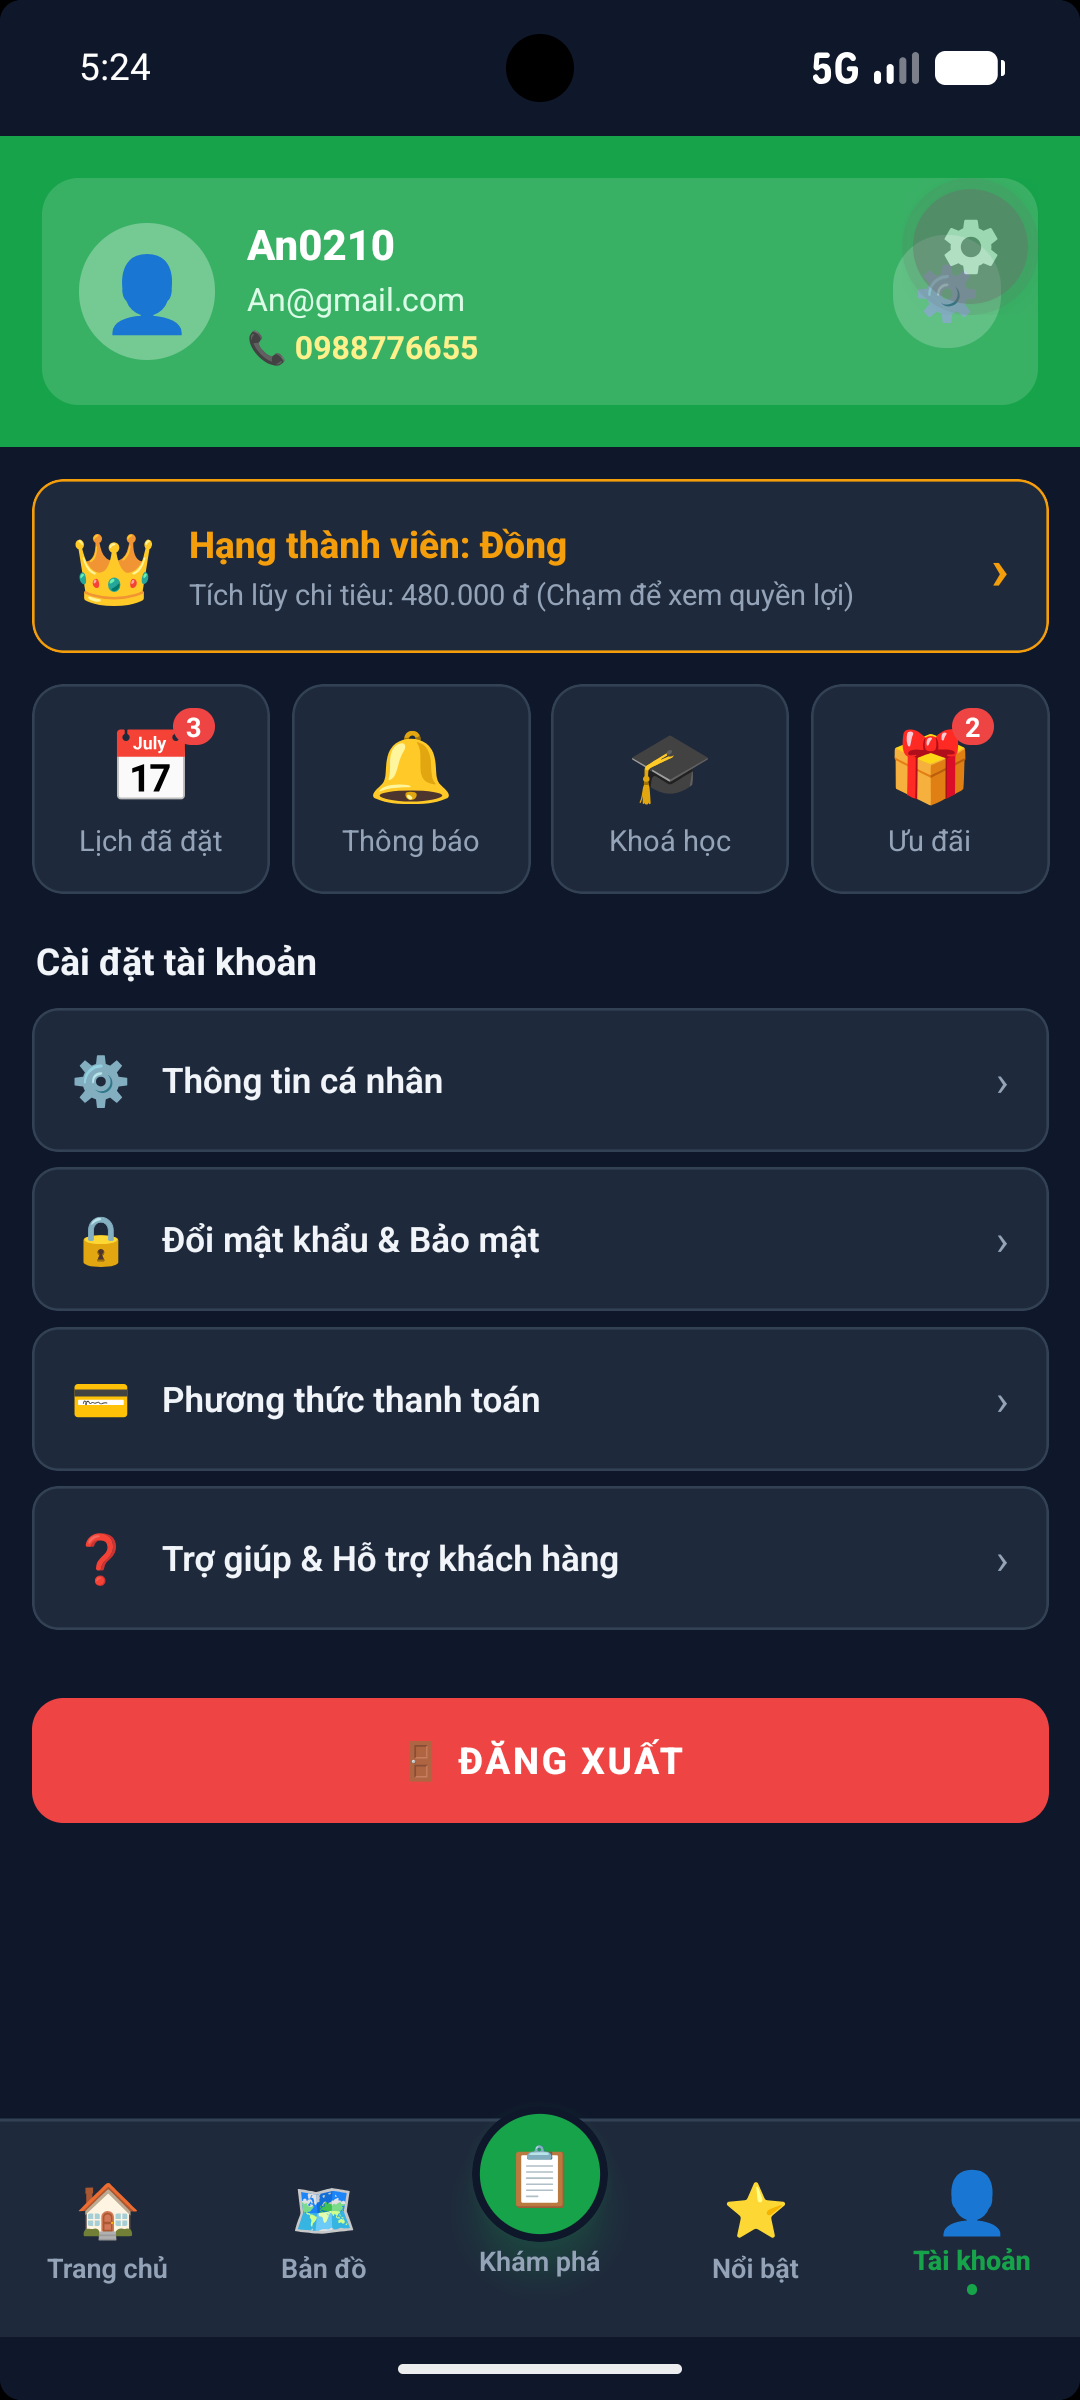 5:24
5G
An0210
An@gmail.com
0988776655
Hạng thành viên: Đồng
Tích lũy chi tiêu: 480.000 đ (Chạm để xem quyền lợi)
›
3
July
17
Lịch đã đặt
Thông báo
Khoá học
2
Ưu đãi
Cài đặt tài khoản
Thông tin cá nhân ›
Đổi mật khẩu & Bảo mật ›
Phương thức thanh toán ›
Trợ giúp & Hỗ trợ khách hàng ›
ĐĂNG XUẤT
Trang chủ
Bản đồ
Khám phá
Nổi bật
Tài khoản